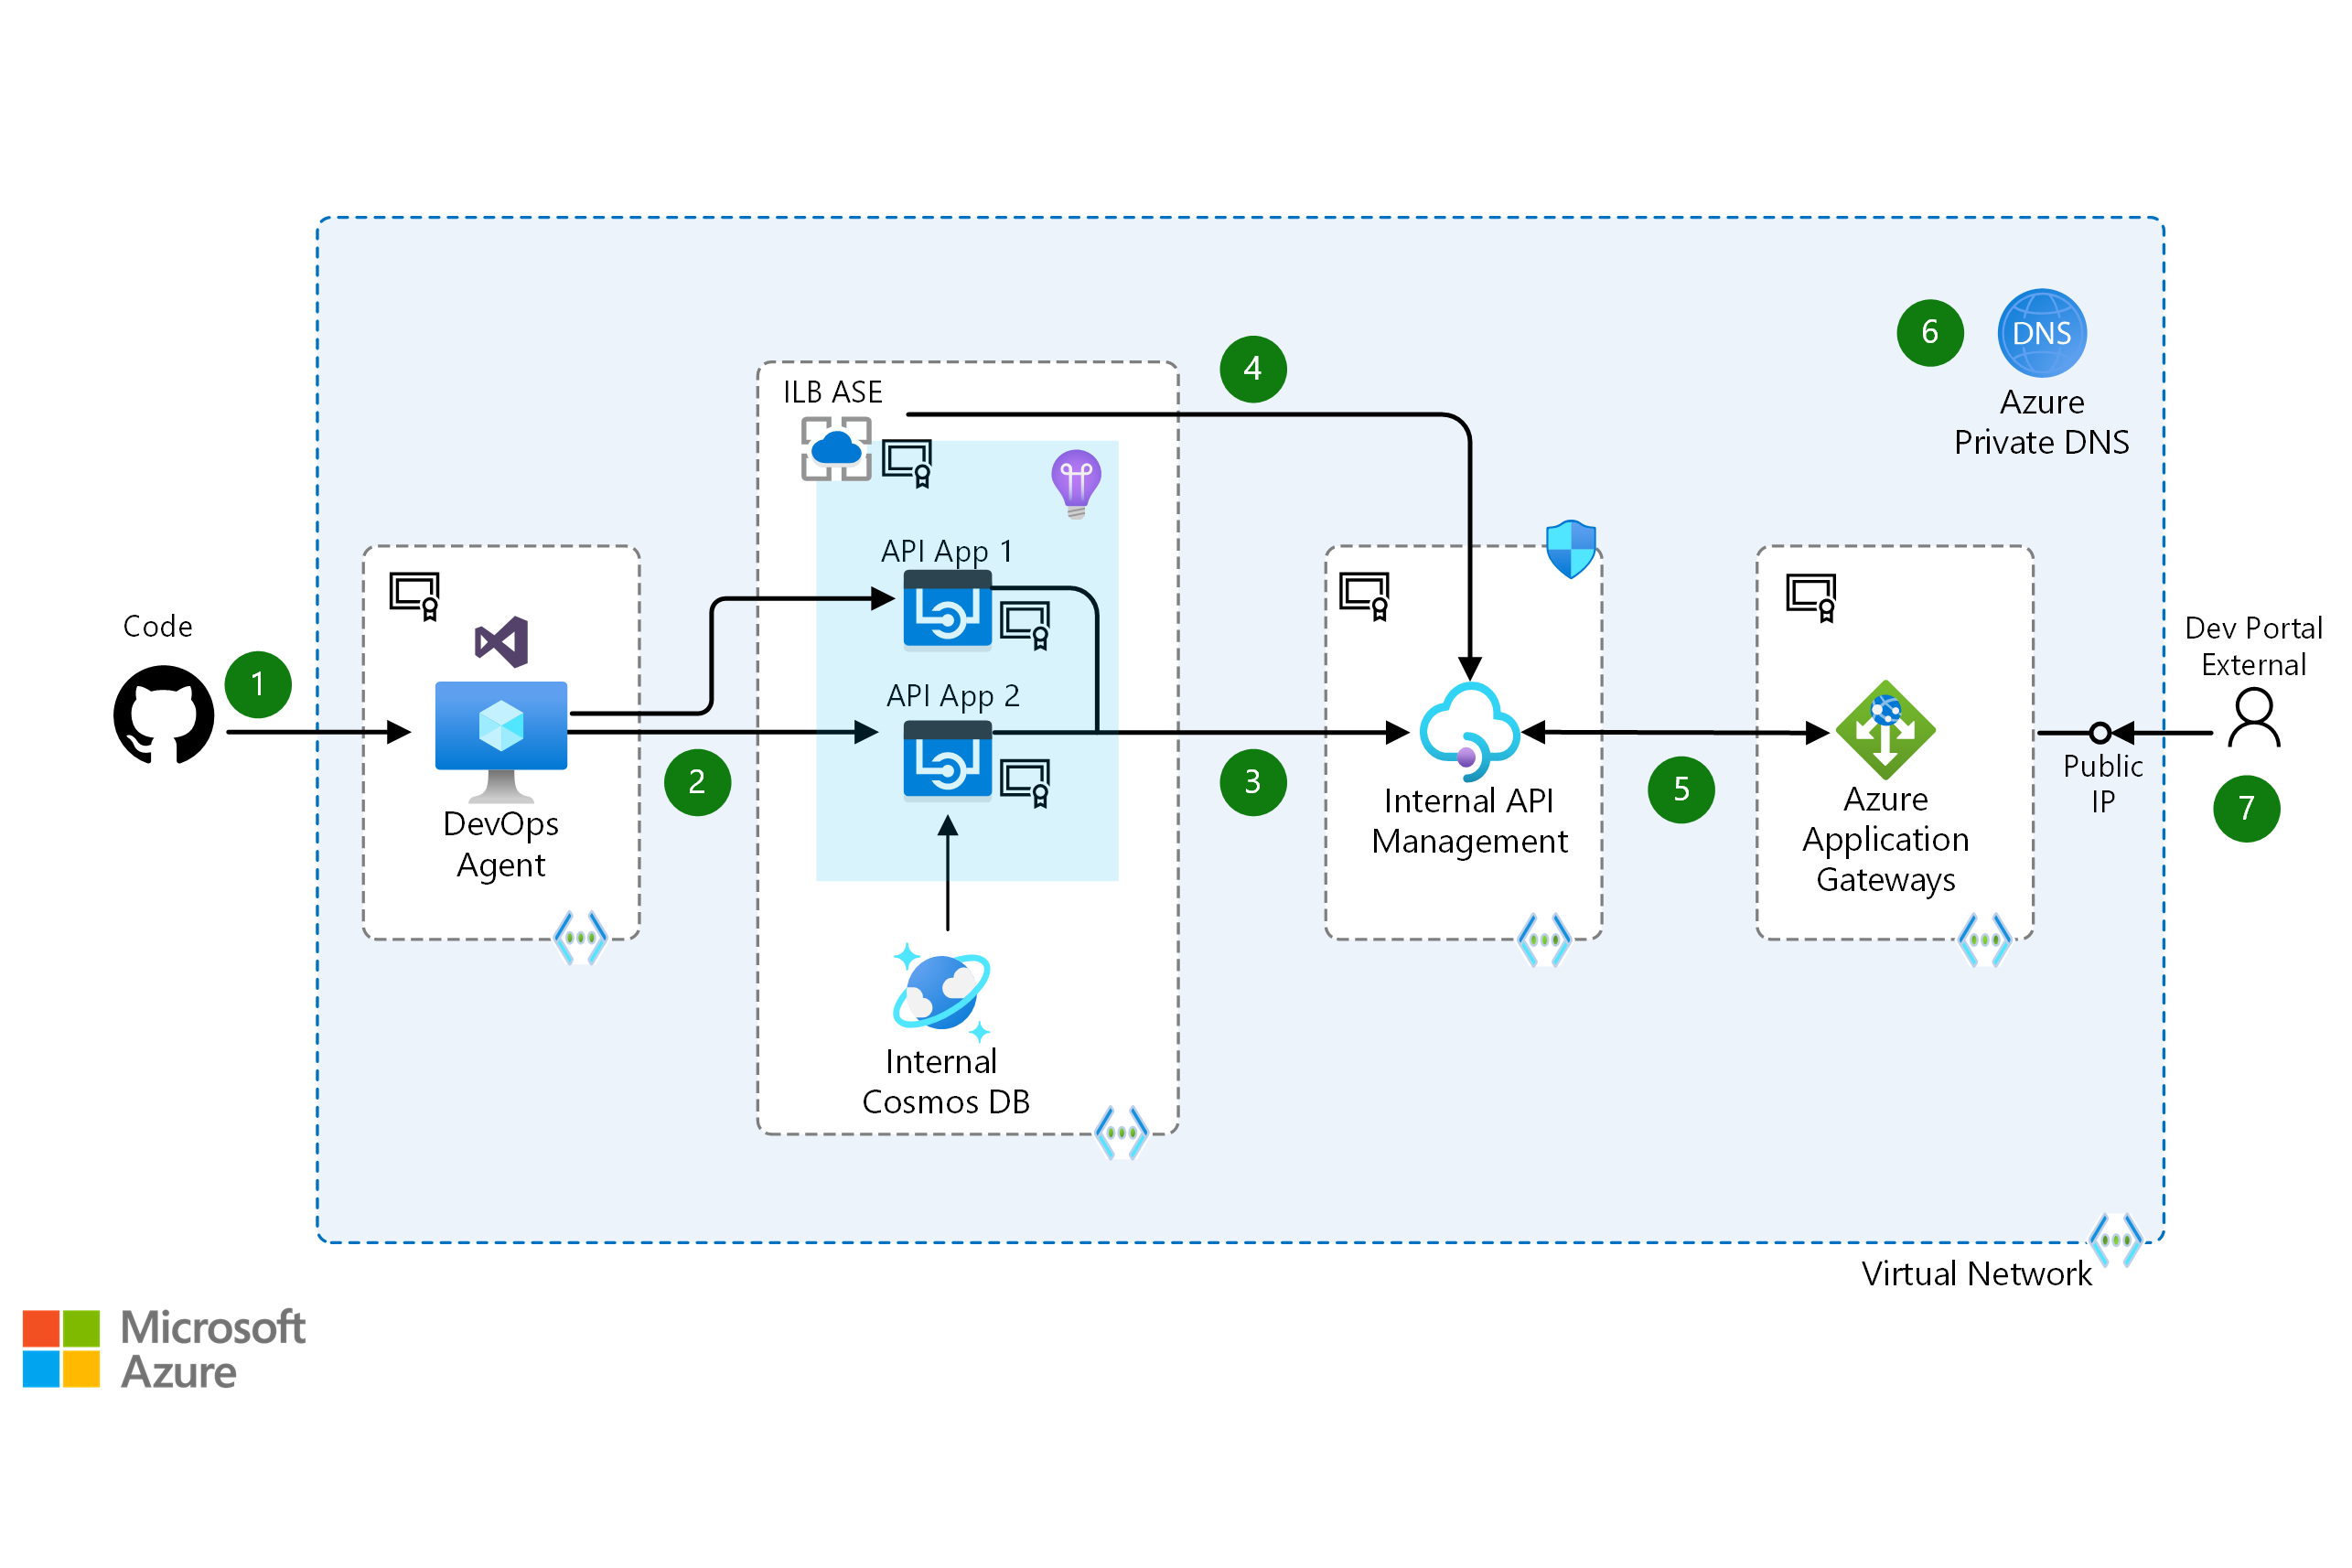 Code
1
DevOps
Agent
2
ILB ASE
API App 1
API App 2
Internal
Cosmos DB
4
3
Internal API
Management
5
6
DNS
Azure
Private DNS
Azure
Application
Gateways
Public
IP
Dev Portal
External
7
Virtual Network
Microsoft
Azure